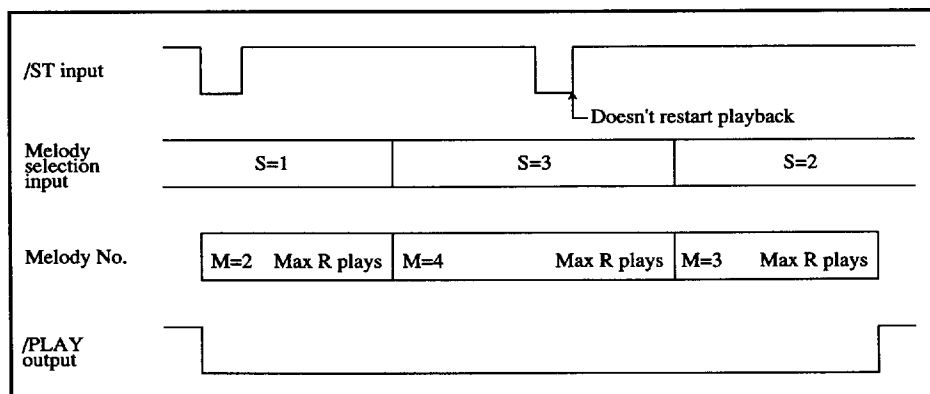 /ST input
Doesn't restart playback
Melody
selection
input
S=1
S=3
S=2
Melody No.
M=2 Max R plays
M=4 Max R plays
M=3 Max R plays
/PLAY
output